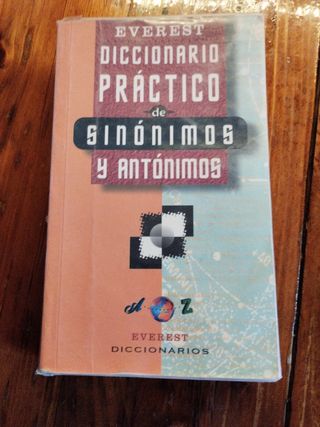 EVEREST
DICCIONARIO
PRÁCTICO
de
SINÓNIMOS
Y ANTÓNIMOS
A Z
EVEREST
DICCIONARIOS